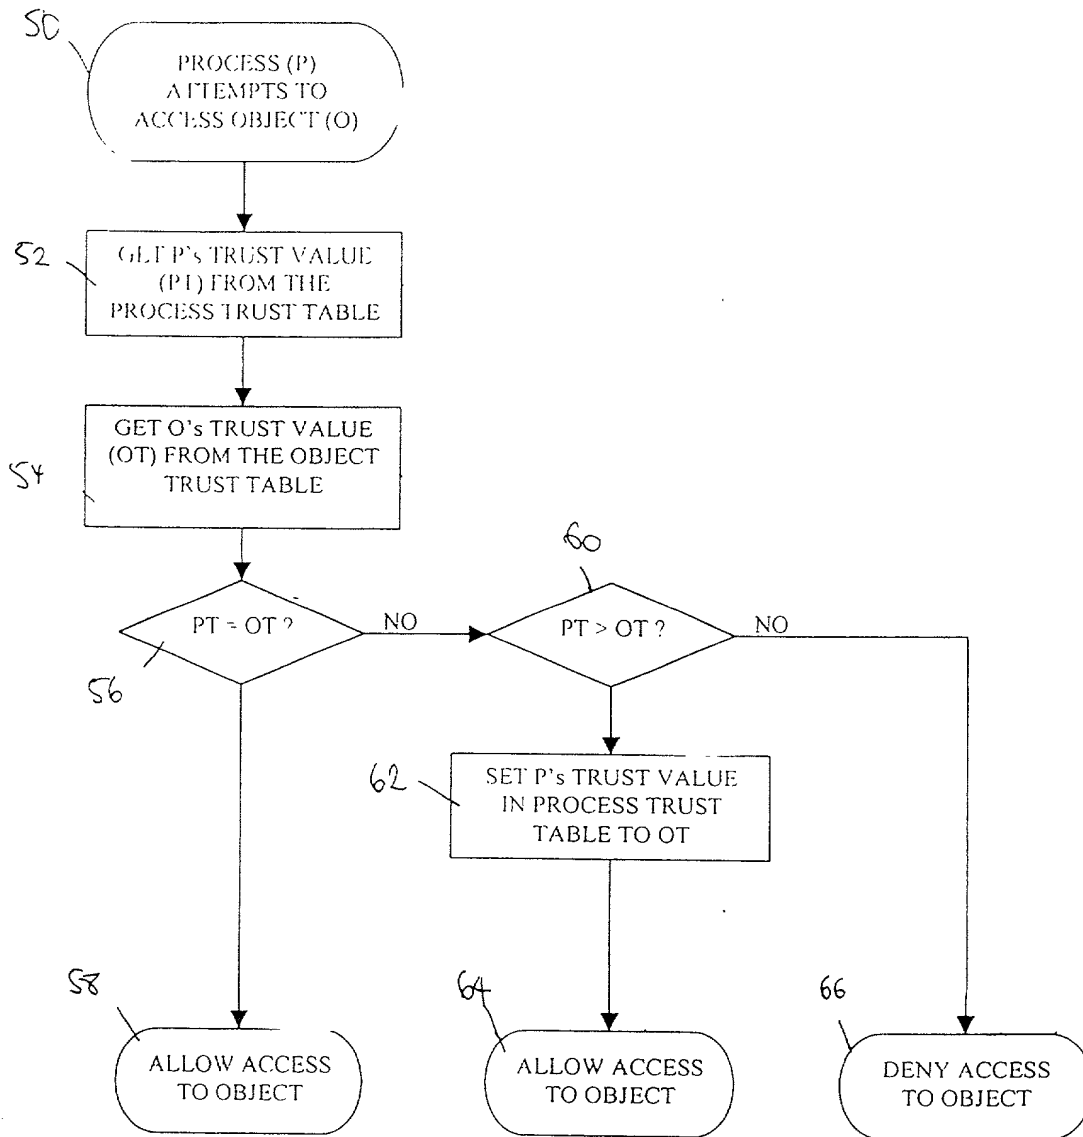 50
PROCESS (P)
ATTEMPTS TO
ACCESS OBJECT (O)
52
GET P's TRUST VALUE
(PT) FROM THE
PROCESS TRUST TABLE
54
GET O's TRUST VALUE
(OT) FROM THE OBJECT
TRUST TABLE
56
PT = OT ?
NO
60
PT > OT ?
NO
62
SET P's TRUST VALUE
IN PROCESS TRUST
TABLE TO OT
58
ALLOW ACCESS
TO OBJECT
64
ALLOW ACCESS
TO OBJECT
66
DENY ACCESS
TO OBJECT